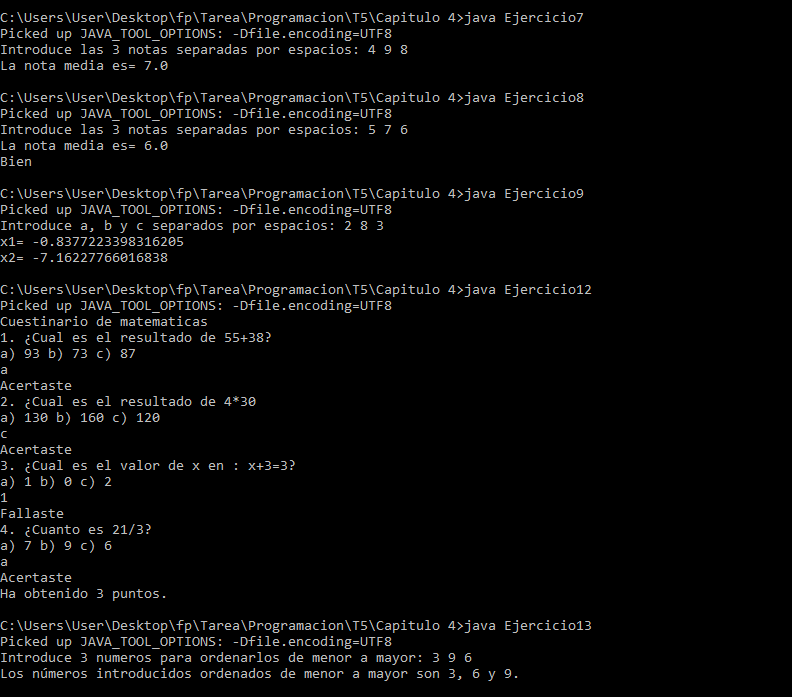 C:\Users\User\Desktop\fp\Tarea\Programacion\T5\Capitulo 4>java Ejercicio7
Picked up JAVA_TOOL_OPTIONS: -Dfile.encoding=UTF8
Introduce las 3 notas separadas por espacios: 4 9 8
La nota media es= 7.0
C:\Users\User\Desktop\fp\Tarea\Programacion\T5\Capitulo 4>java Ejercicio8
Picked up JAVA_TOOL_OPTIONS: -Dfile.encoding=UTF8
Introduce las 3 notas separadas por espacios: 5 7 6
La nota media es= 6.0
Bien
C:\Users\User\Desktop\fp\Tarea\Programacion\T5\Capitulo 4>java Ejercicio9
Picked up JAVA_TOOL_OPTIONS: -Dfile.encoding=UTF8
Introduce a, b y c separados por espacios: 2 8 3
x1= -0.8377223398316205
x2= -7.16227766016838
C:\Users\User\Desktop\fp\Tarea\Programacion\T5\Capitulo 4>java Ejercicio12
Picked up JAVA_TOOL_OPTIONS: -Dfile.encoding=UTF8
Cuestinario de matematicas
1. ¿Cual es el resultado de 55+38?
a) 93 b) 73 c) 87
a
Acertaste
2. ¿Cual es el resultado de 4*30
a) 130 b) 160 c) 120
c
Acertaste
3. ¿Cual es el valor de x en : x+3=3?
a) 1 b) 0 c) 2
1
Fallaste
4. ¿Cuanto es 21/3?
a) 7 b) 9 c) 6
a
Acertaste
Ha obtenido 3 puntos.
C:\Users\User\Desktop\fp\Tarea\Programacion\T5\Capitulo 4>java Ejercicio13
Picked up JAVA_TOOL_OPTIONS: -Dfile.encoding=UTF8
Introduce 3 numeros para ordenarlos de menor a mayor: 3 9 6
Los números introducidos ordenados de menor a mayor son 3, 6 y 9.